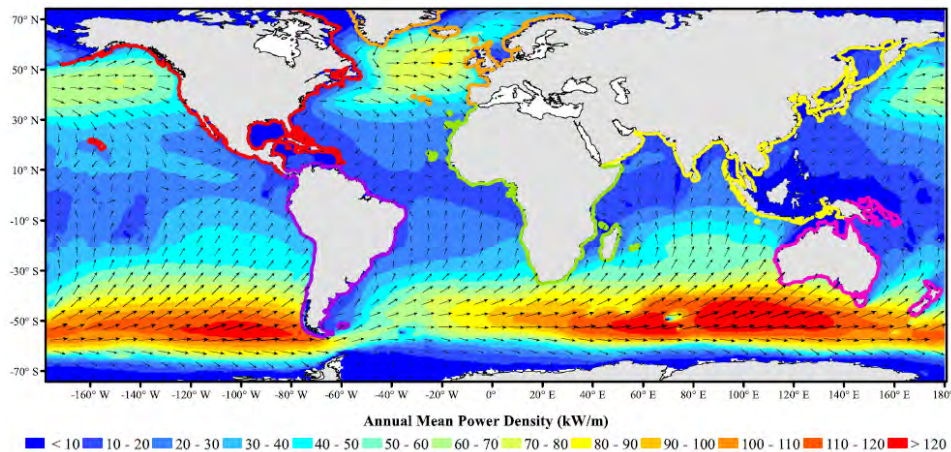 70° N
50° N
30° N
10° N
-10° S
-30° S
-50° S
-70° S
-160° W -140° W -120° W -100° W -80° W -60° W -40° W -20° W 0° 20° E 40° E 60° E 80° E 100° E 120° E 140° E 160° E 180° E
Annual Mean Power Density (kW/m)
< 10 10 - 20 20 - 30 30 - 40 40 - 50 50 - 60 60 - 70 70 - 80 80 - 90 90 - 100 100 - 110 110 - 120 > 120